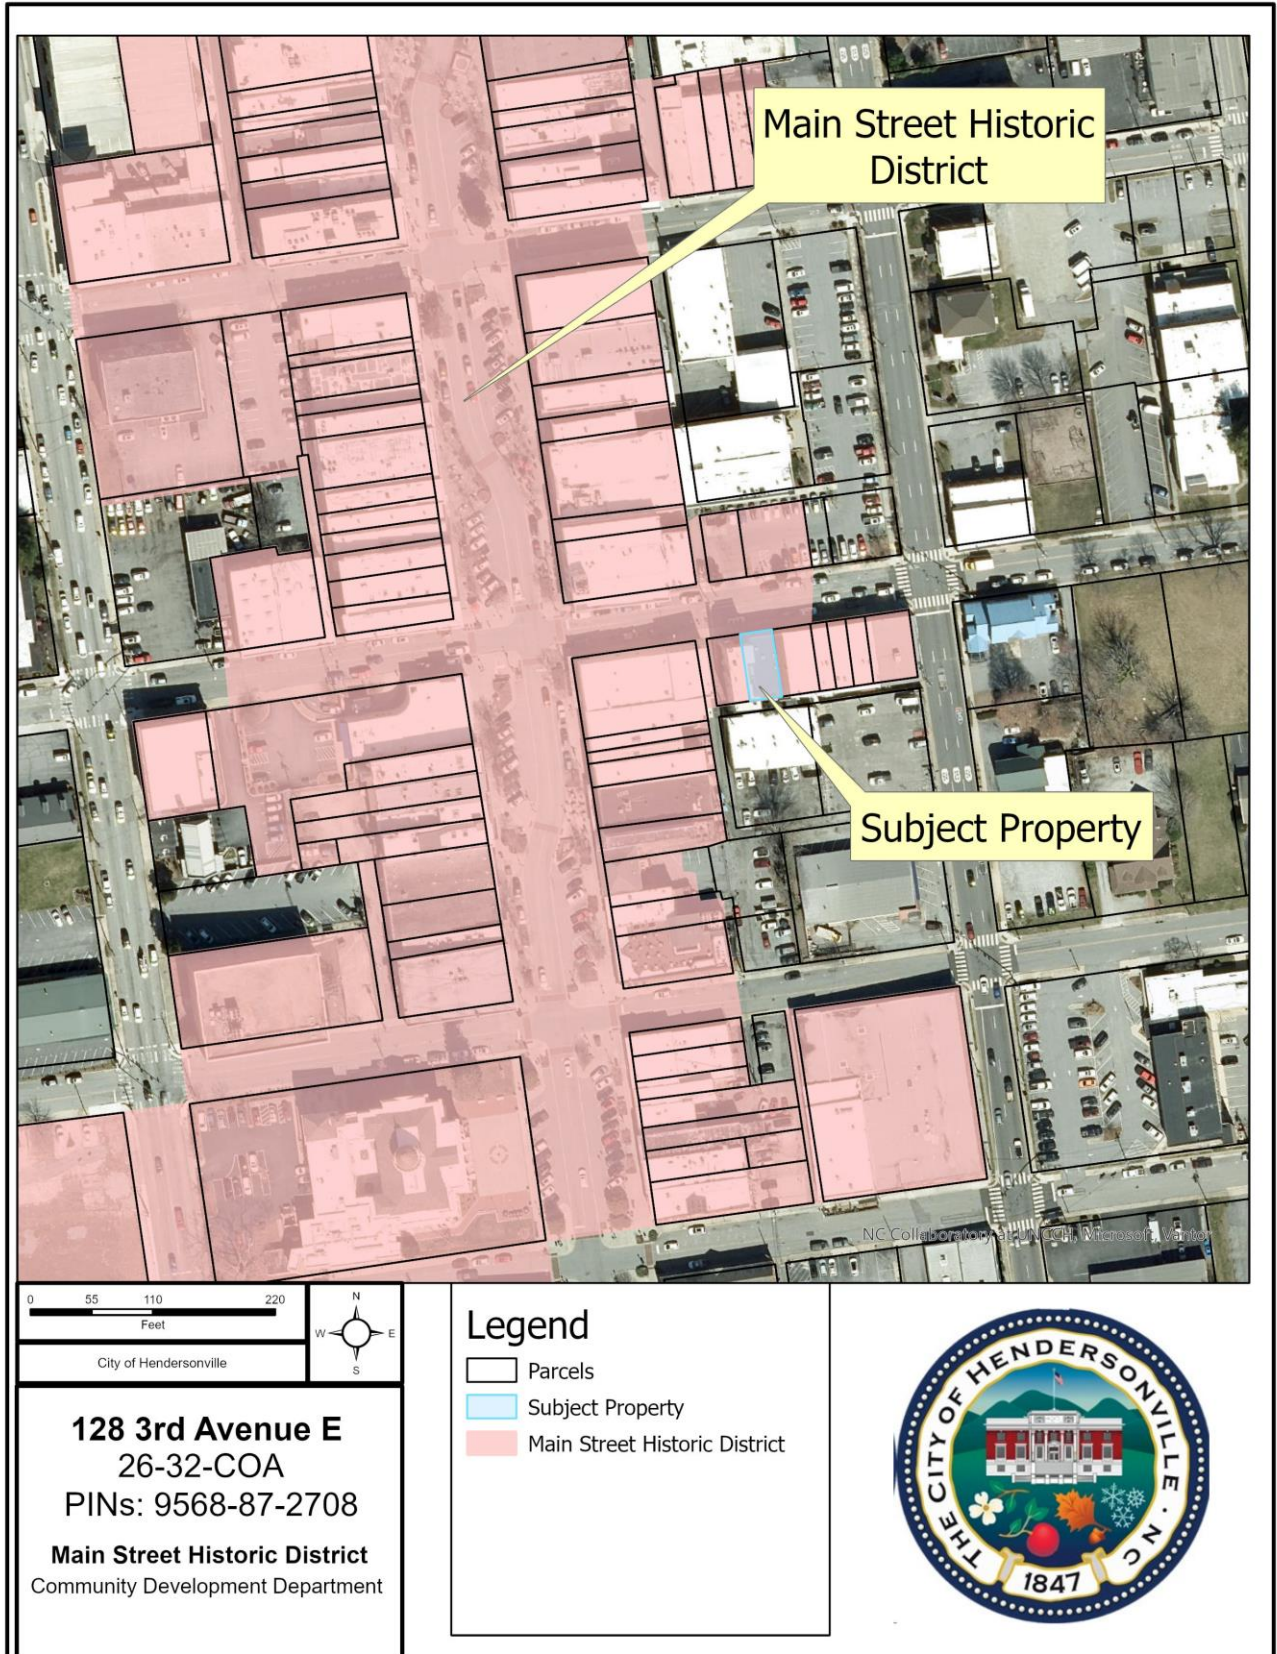 Main Street Historic
District
Subject Property
NC Collaboratory at UNCCH, Microsoft, Vantor
0 55 110 220
Feet
City of Hendersonville
N
W E
S
128 3rd Avenue E
26-32-COA
PINs: 9568-87-2708
Main Street Historic District
Community Development Department
Legend
Parcels
Subject Property
Main Street Historic District
THE CITY OF HENDERSONVILLE · NC
1847